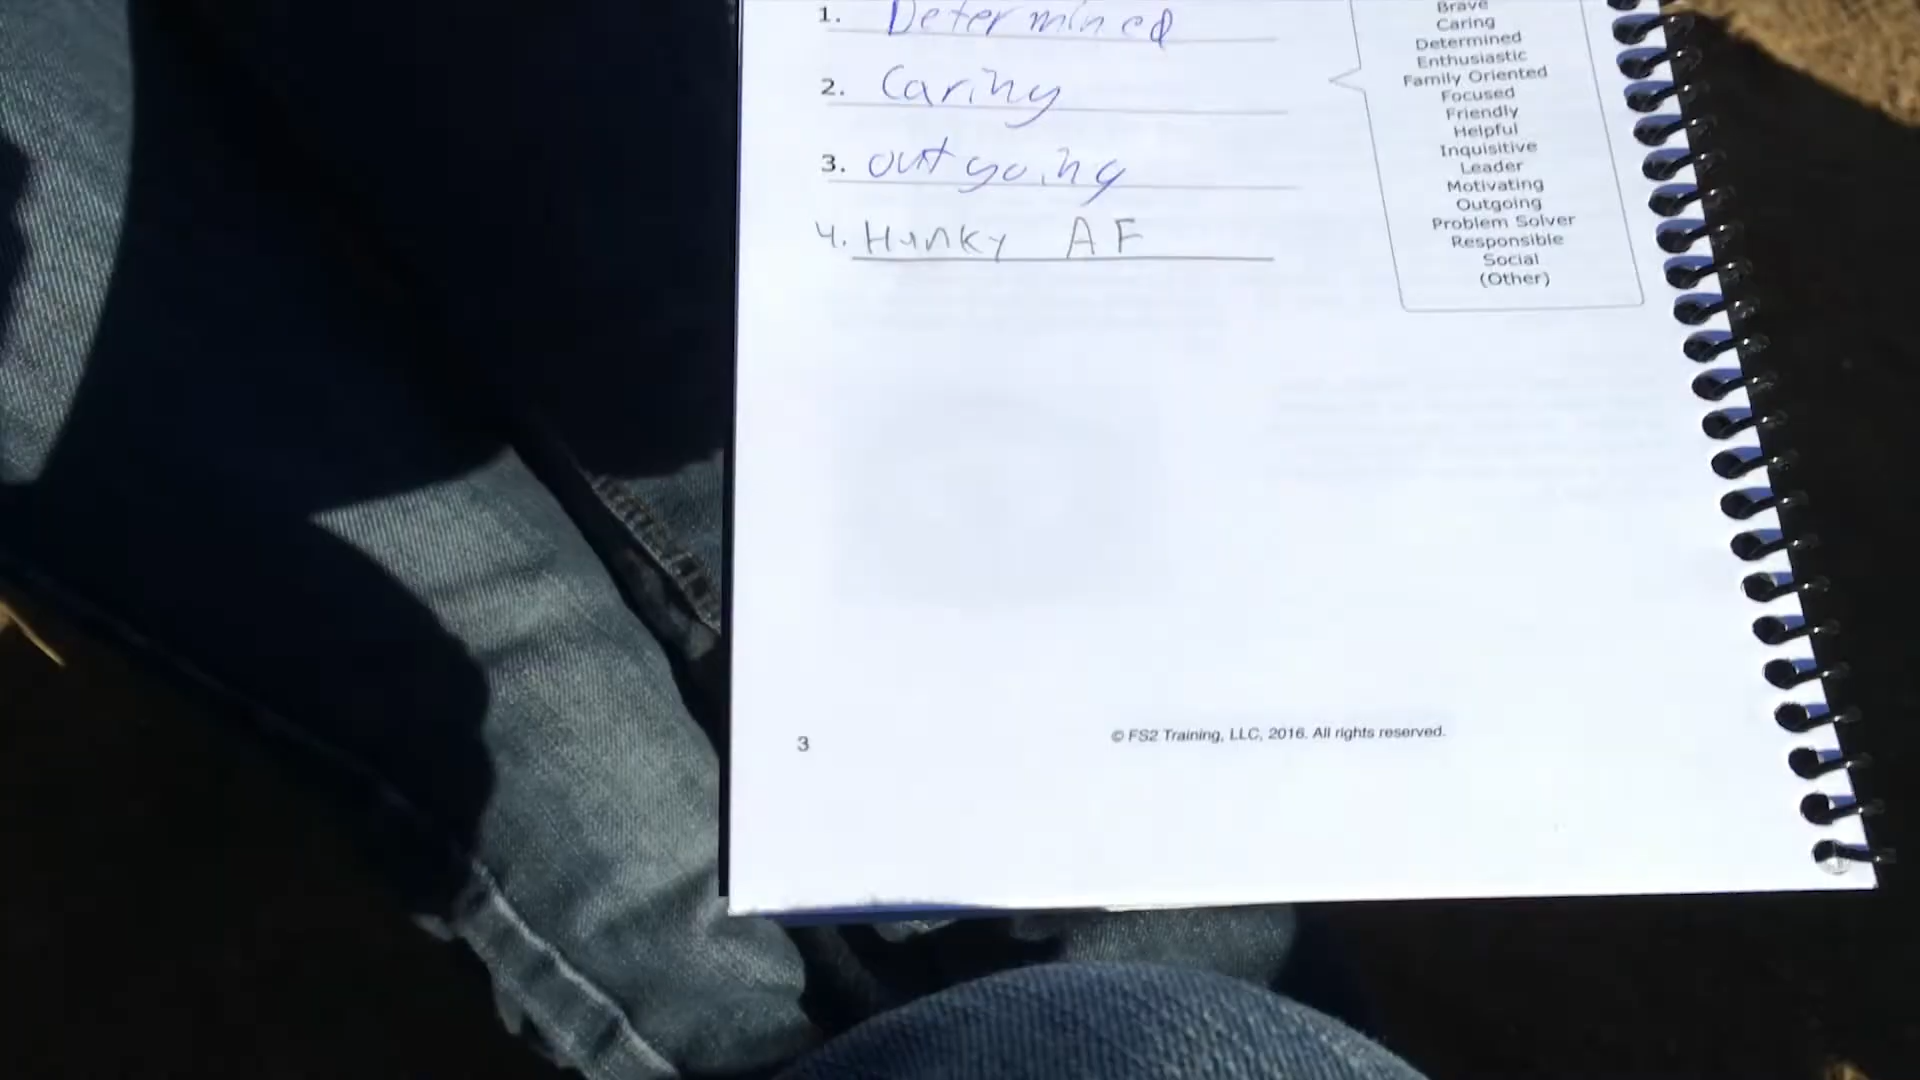 1. Determined
2. Caring
3. outgoing
4. Hunky AF
Brave
Caring
Determined
Enthusiastic
Family Oriented
Focused
Friendly
Helpful
Inquisitive
Leader
Motivating
Outgoing
Problem Solver
Responsible
Social
(Other)
3
© FS2 Training, LLC, 2016. All rights reserved.